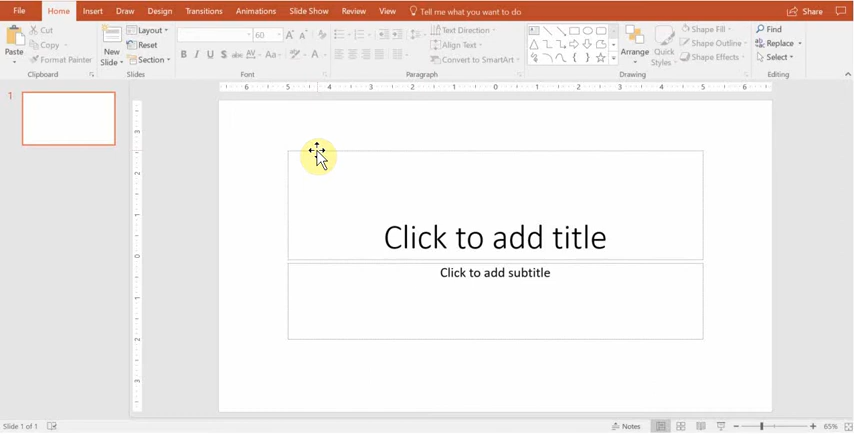 File Home Insert Draw Design Transitions Animations Slide Show Review View Tell me what you want to do Share
Paste
Cut
Copy
Format Painter
Clipboard
New
Slide
Layout
Reset
Section
Slides
60
B I U S abc AV Aa A
Font
Text Direction
Align Text
Convert to SmartArt
Paragraph
Arrange
Quick
Styles
Shape Fill
Shape Outline
Shape Effects
Drawing
Find
Replace
Select
Editing
6 5 4 3 2 1 0 1 2 3 4 5 6
3
2
1
0
1
2
3
1
Click to add title
Click to add subtitle
Slide 1 of 1
Notes
65%